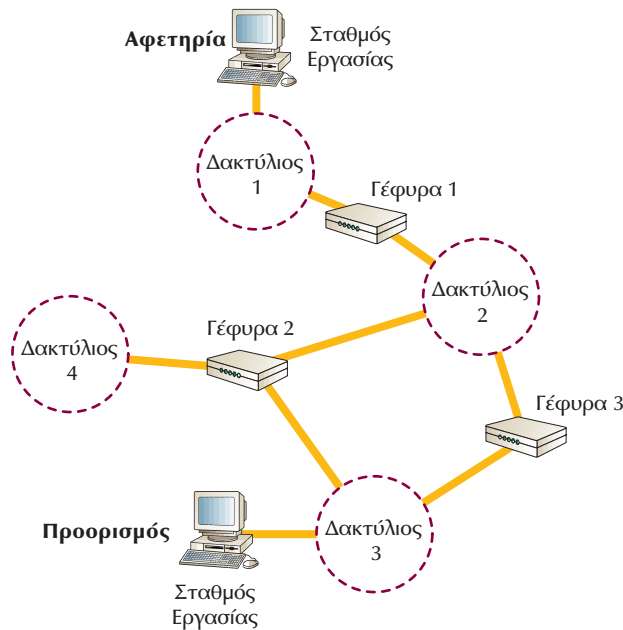 Αφετηρία
Σταθμός
Εργασίας
Δακτύλιος
1
Γέφυρα 1
Δακτύλιος
2
Γέφυρα 2
Δακτύλιος
4
Γέφυρα 3
Προορισμός
Δακτύλιος
3
Σταθμός
Εργασίας